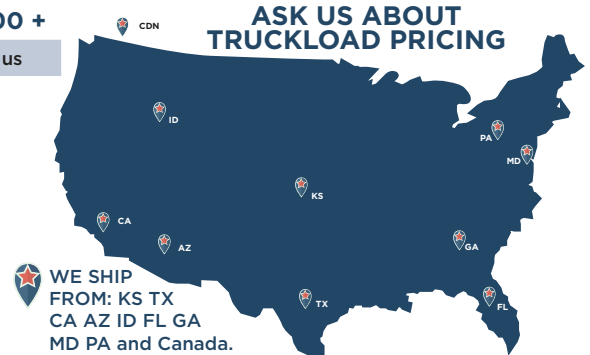 00 +
us
CDN
ASK US ABOUT
TRUCKLOAD PRICING
ID
PA
MD
KS
CA
AZ
GA
TX
FL
WE SHIP
FROM: KS TX
CA AZ ID FL GA
MD PA and Canada.